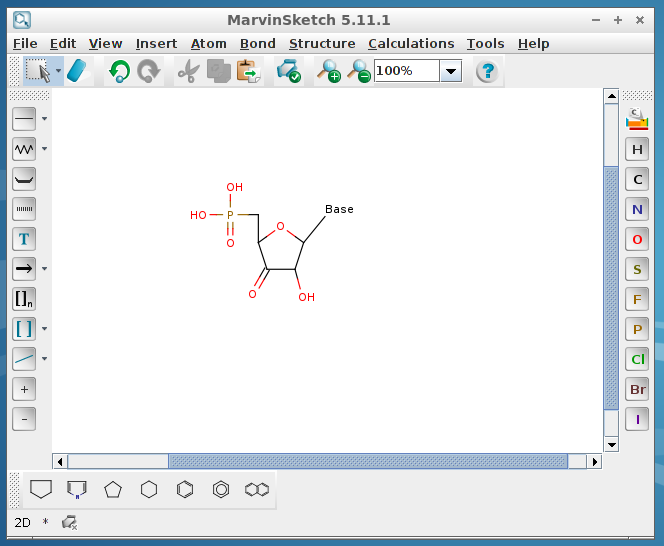 MarvinSketch 5.11.1
File Edit View Insert Atom Bond Structure Calculations Tools Help
100%
?
C
H
C
N
O
S
F
P
Cl
Br
I
T
[]n
[ ]
+
-
OH
HO P
O
O
Base
O
OH
N
2D *